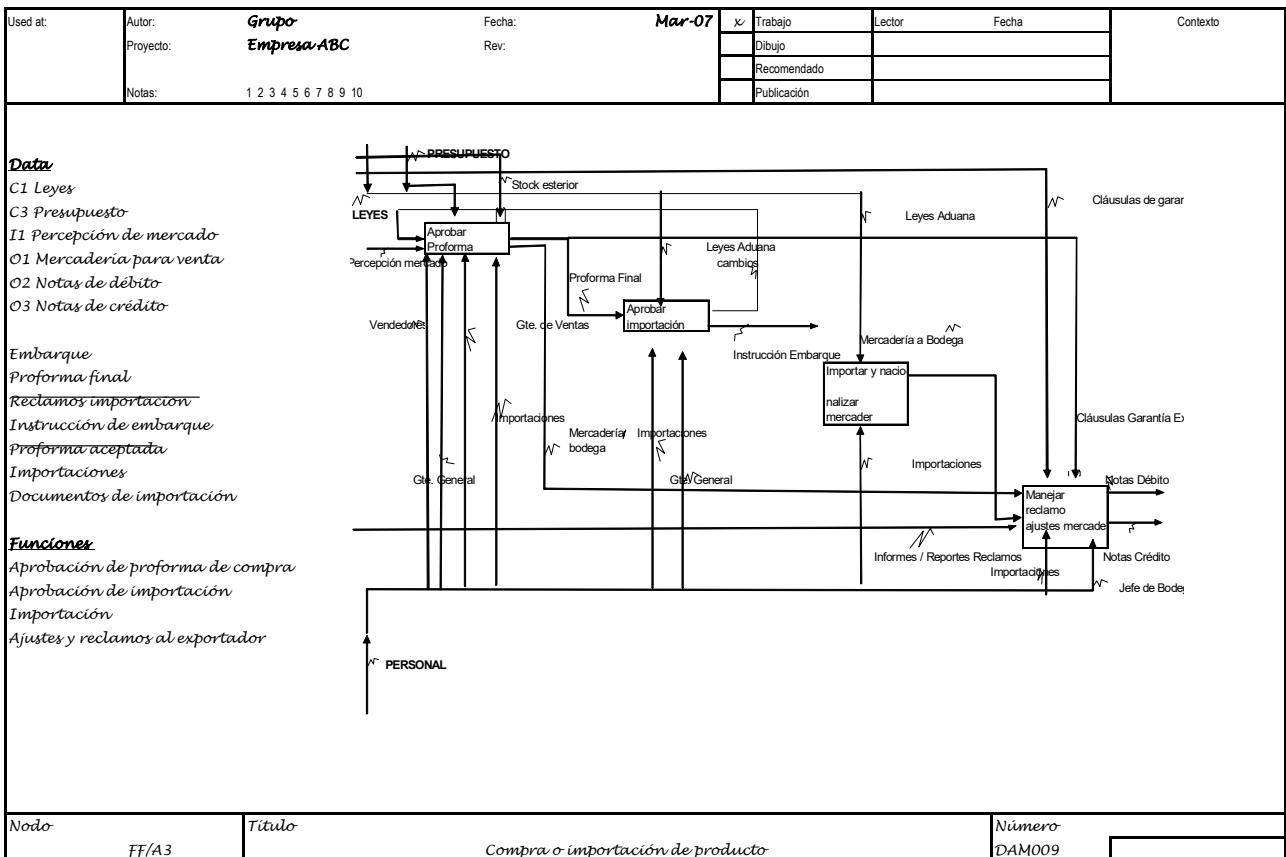 Used at:
Autor:
Grupo
Fecha:
Mar-07
x
Trabajo
Lector
Fecha
Contexto
Proyecto:
Empresa ABC
Rev:
Dibujo
Recomendado
Notas:
1 2 3 4 5 6 7 8 9 10
Publicación
Data
C1 Leyes
C3 Presupuesto
I1 Percepción de mercado
O1 Mercadería para venta
O2 Notas de débito
O3 Notas de crédito
Embarque
Proforma final
Reclamos importación
Instrucción de embarque
Proforma aceptada
Importaciones
Documentos de importación
Funciones
Aprobación de proforma de compra
Aprobación de importación
Importación
Ajustes y reclamos al exportador
PRESUPUESTO
Stock esterior
LEYES
Aprobar
Proforma
Percepción mercado
Leyes Aduana
Cláusulas de garar
Leyes Aduana
cambios
Proforma Final
Aprobar
importación
Vendedores
Gte. de Ventas
Instrucción Embarque
Mercadería a Bodega
Importar y nacio
nalizar
mercader
Importaciones
Mercadería
bodega
Importaciones
Cláusulas Garantía Ex
Gte. General
Gte. General
Importaciones
Manejar
reclamo
ajustes mercade
Notas Débito
Informes / Reportes Reclamos
Notas Crédito
Importaciones
Jefe de Bode
PERSONAL
Nodo
Título
Número
FF/A3
Compra o importación de producto
DAM009